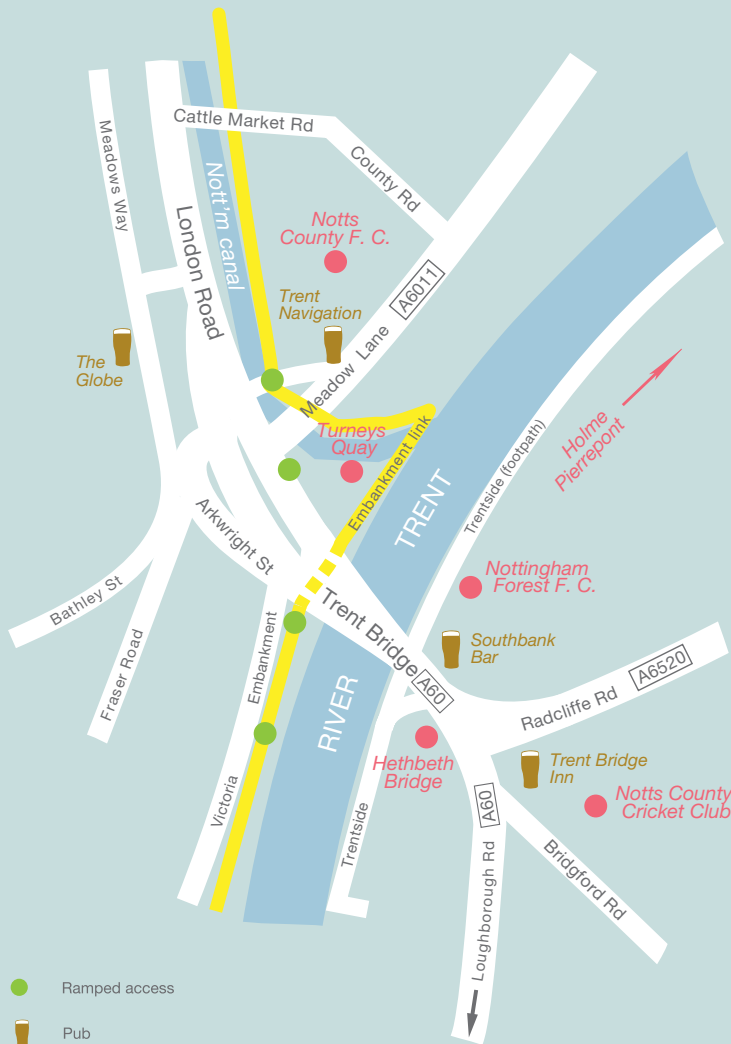 Cattle Market Rd
Meadows Way
County Rd
Nott'm canal
London Road
Notts
County F. C.
Trent
Navigation
A6011
The
Globe
Meadow Lane
Turneys
Quay
Embankment link
Holme
Pierrepont
Trentside (footpath)
TRENT
Arkwright St
Nottingham
Forest F. C.
Bathley St
Trent Bridge
Southbank
Bar
Fraser Road
Embankment
A60
A6520
Radcliffe Rd
RIVER
Hethbeth
Bridge
Trent Bridge
Inn
Victoria
Trentside
A60
Notts County
Cricket Club
Loughborough Rd
Bridgford Rd
Ramped access
Pub